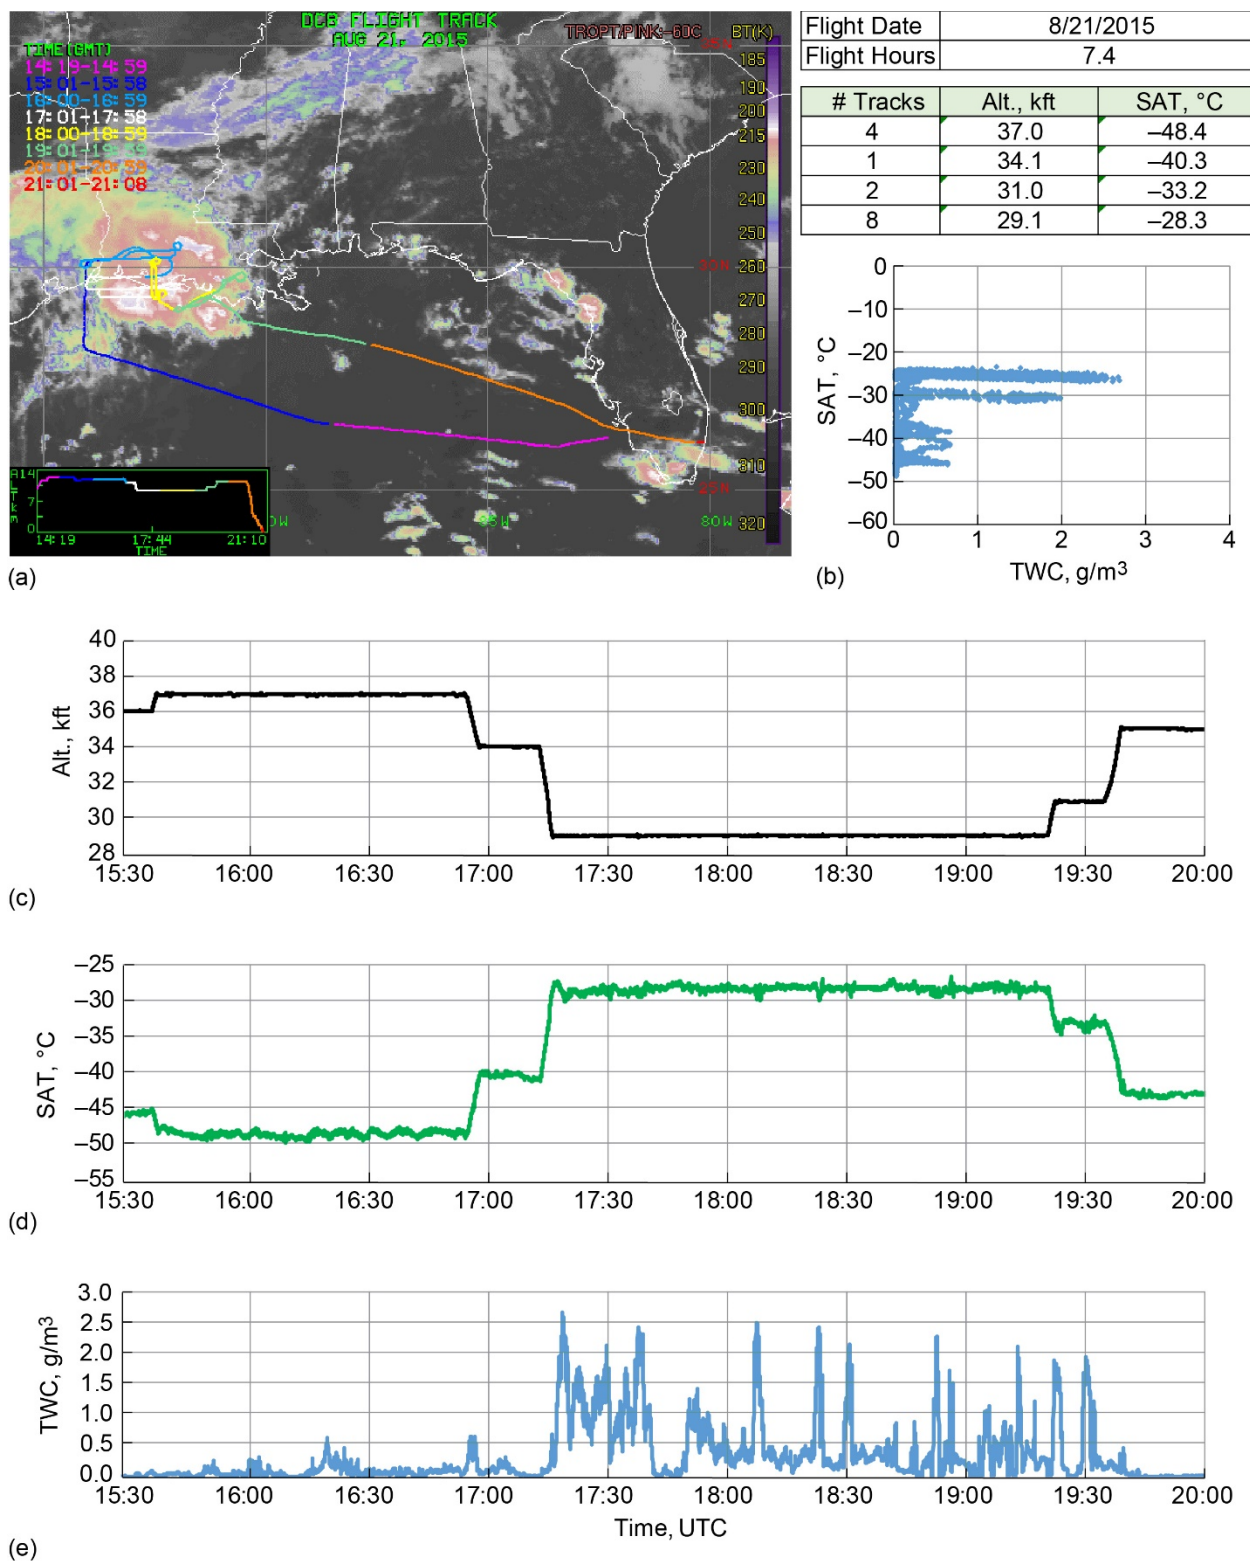 DCB FLIGHT TRACK
AUG 21, 2015
TROPT/PINK:-60C
BT(K)
TIME(GMT)
14:19-14:59
15:01-15:58
16:00-16:59
17:01-17:58
18:00-18:59
19:01-19:59
20:01-20:58
21:01-21:08
35N
30N
25N
85W
80W
185
190
200
215
230
240
250
260
270
280
290
300
310
320
14
7
0
14:19
17:44
21:10
TIME
(a)
Flight Date 8/21/2015
Flight Hours 7.4
# Tracks Alt., kft SAT, °C
4 37.0 –48.4
1 34.1 –40.3
2 31.0 –33.2
8 29.1 –28.3
0
–10
–20
–30
–40
–50
–60
SAT, °C
0 1 2 3 4
TWC, g/m3
(b)
40
38
36
34
32
30
29
28
Alt., kft
15:30 16:00 16:30 17:00 17:30 18:00 18:30 19:00 19:30 20:00
(c)
–25
–30
–35
–40
–45
–50
–55
SAT, °C
15:30 16:00 16:30 17:00 17:30 18:00 18:30 19:00 19:30 20:00
(d)
3.0
2.5
2.0
1.5
1.0
0.5
0.0
TWC, g/m3
15:30 16:00 16:30 17:00 17:30 18:00 18:30 19:00 19:30 20:00
Time, UTC
(e)